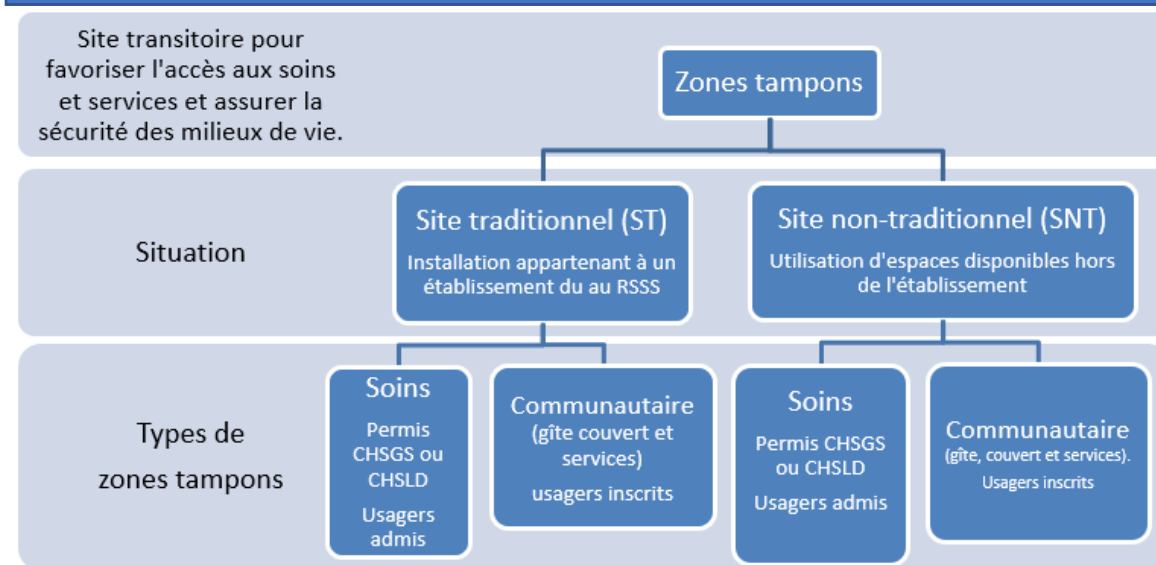 Site transitoire pour
favoriser l'accès aux soins
et services et assurer la
sécurité des milieux de vie.
Zones tampons
Situation
Site traditionnel (ST)
Installation appartenant à un
établissement du au RSSS
Site non-traditionnel (SNT)
Utilisation d'espaces disponibles hors
de l'établissement
Types de
zones tampons
Soins
Permis
CHSGS ou
CHSLD
Usagers
admis
Communautaire
(gîte couvert et
services)
usagers inscrits
Soins
Permis CHSGS
ou CHSLD
Usagers admis
Communautaire
(gîte, couvert et services).
Usagers inscrits